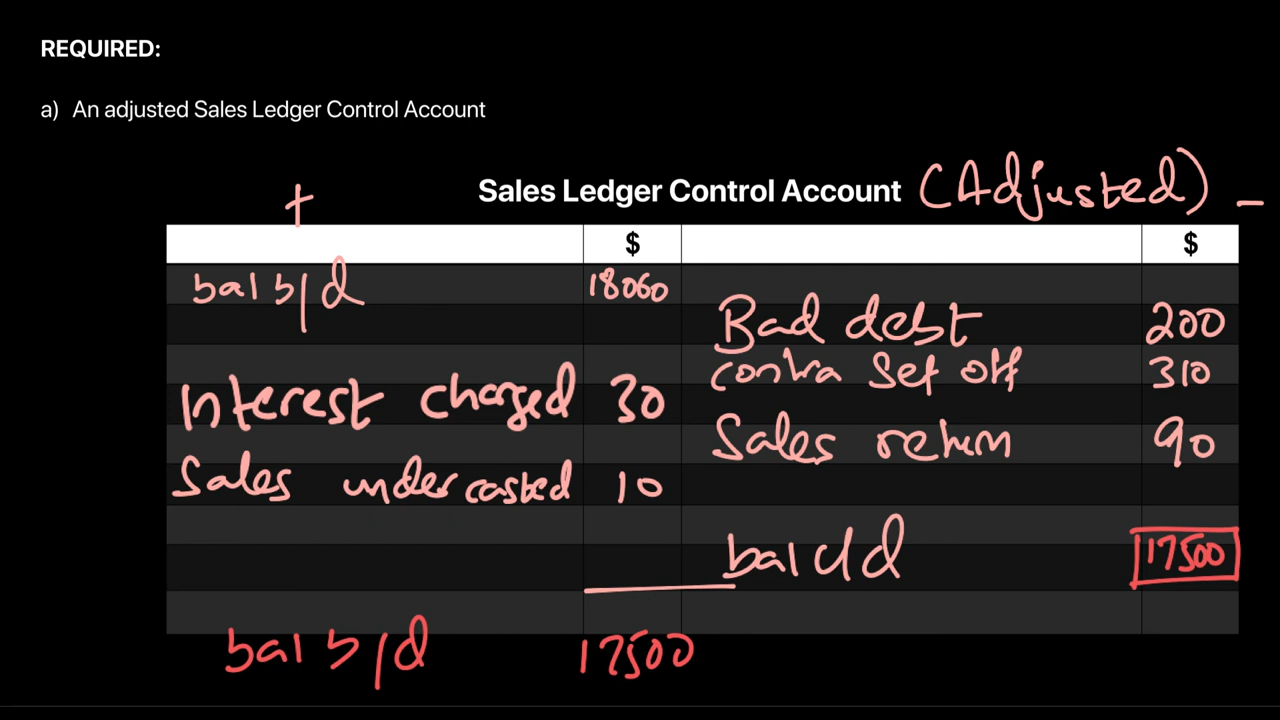 REQUIRED:
a) An adjusted Sales Ledger Control Account
Sales Ledger Control Account (Adjusted)
+ -
$ $
bal b/d 18060
Bad debt 200
contra Set off 310
Interest charged 30
Sales return 90
Sales undercasted 10
bal c/d 17500
bal b/d 17500